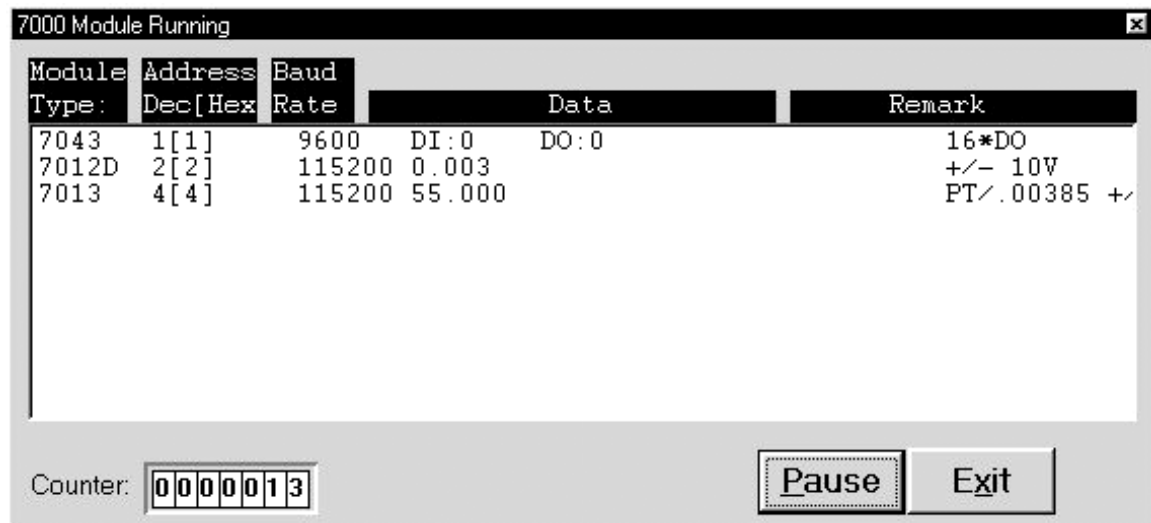 7000 Module Running
Module Address Baud
Type: Dec[Hex Rate Data Remark
7043 1[1] 9600 DI:0 DO:0 16*DO
7012D 2[2] 115200 0.003 +/- 10V
7013 4[4] 115200 55.000 PT/.00385 +/
Counter: 0000013 Pause Exit